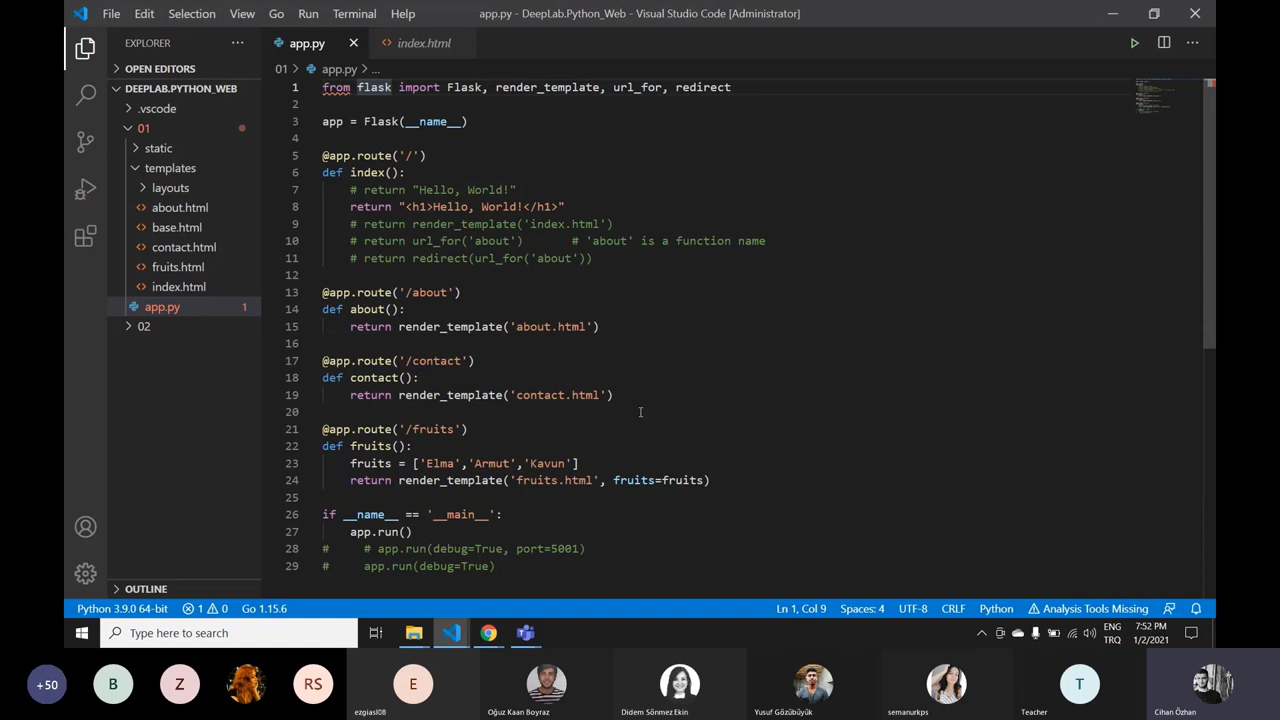 File Edit Selection View Go Run Terminal Help app.py - DeepLab.Python_Web - Visual Studio Code [Administrator]
EXPLORER
OPEN EDITORS
DEEPLAB.PYTHON_WEB
.vscode
01
static
templates
layouts
about.html
base.html
contact.html
fruits.html
index.html
app.py 1
02
OUTLINE
app.py index.html
01 > app.py > ...
1 from flask import Flask, render_template, url_for, redirect
2
3 app = Flask(__name__)
4
5 @app.route('/')
6 def index():
7 # return "Hello, World!"
8 return "<h1>Hello, World!</h1>"
9 # return render_template('index.html')
10 # return url_for('about') # 'about' is a function name
11 # return redirect(url_for('about'))
12
13 @app.route('/about')
14 def about():
15 return render_template('about.html')
16
17 @app.route('/contact')
18 def contact():
19 return render_template('contact.html')
20
21 @app.route('/fruits')
22 def fruits():
23 fruits = ['Elma','Armut','Kavun']
24 return render_template('fruits.html', fruits=fruits)
25
26 if __name__ == '__main__':
27 app.run()
28 # # app.run(debug=True, port=5001)
29 # app.run(debug=True)
Python 3.9.0 64-bit 1 0 Go 1.15.6 Ln 1, Col 9 Spaces: 4 UTF-8 CRLF Python Analysis Tools Missing
Type here to search
ENG 7:52 PM
TRQ 1/2/2021
+50 B Z RS E T
ezgiasl08 Oğuz Kaan Boyraz Didem Sönmez Ekin Yusuf Gözübüyük semanurkps Teacher Cihan Özhan